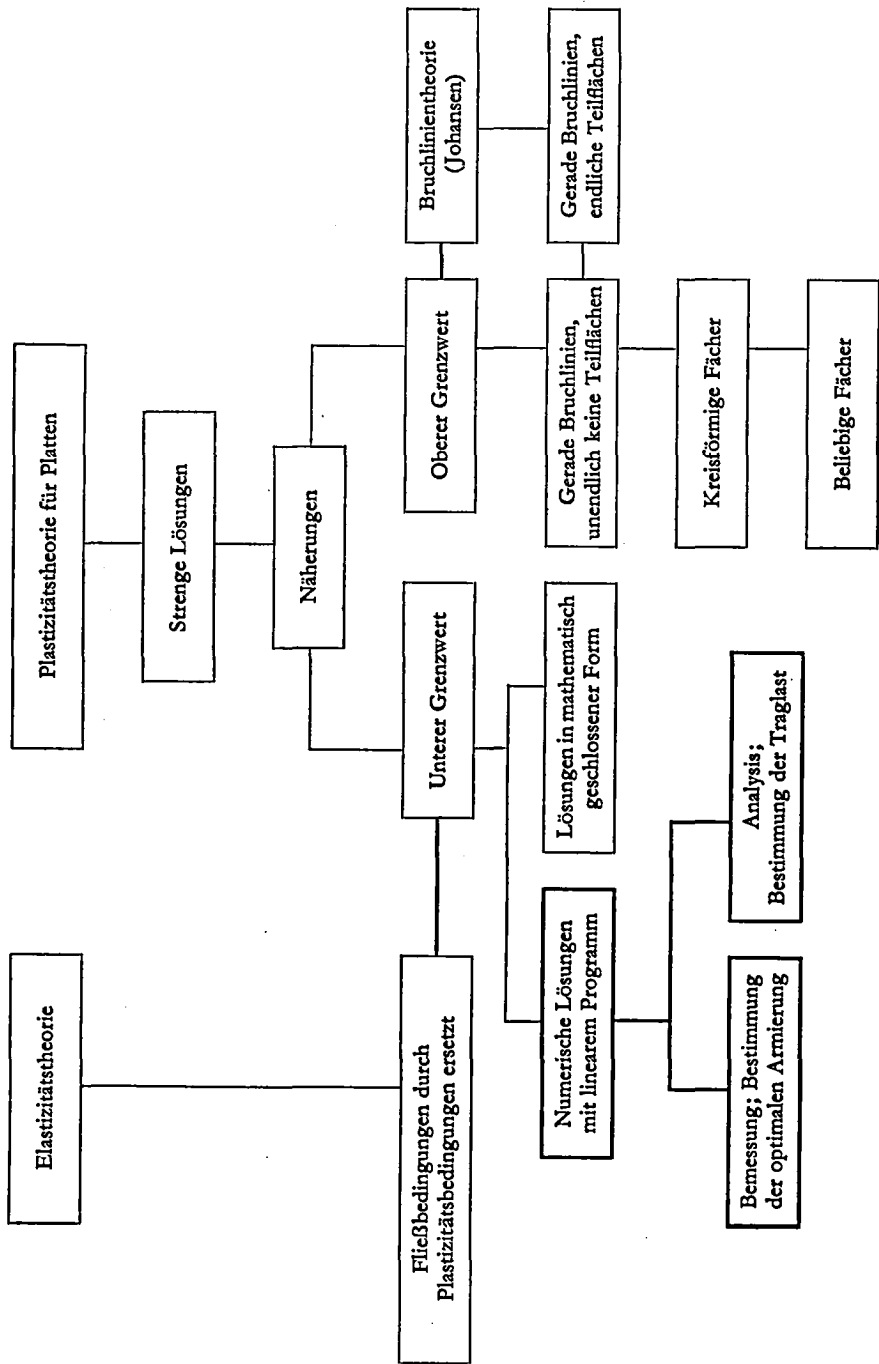 Elastizitätstheorie
Plastizitätstheorie für Platten
Strenge Lösungen
Näherungen
Fließbedingungen durch
Plastizitätsbedingungen ersetzt
Unterer Grenzwert
Oberer Grenzwert
Bruchlinientheorie
(Johansen)
Numerische Lösungen
mit linearem Programm
Lösungen in mathematisch
geschlossener Form
Gerade Bruchlinien,
unendlich keine Teilflächen
Gerade Bruchlinien,
endliche Teilflächen
Kreisförmige Fächer
Bemessung; Bestimmung
der optimalen Armierung
Analysis;
Bestimmung der Traglast
Beliebige Fächer